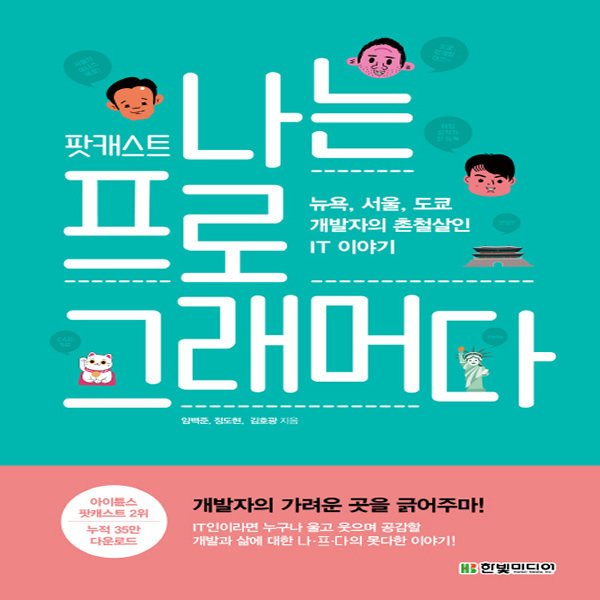 팟캐스트
나는
프로
그래머다
뉴욕, 서울, 도쿄
개발자의 촌철살인
IT 이야기
임백준, 정도현, 김호광 지음
아이튠스
팟캐스트 2위
누적 35만
다운로드
개발자의 가려운 곳을 긁어주마!
IT인이라면 누구나 울고 웃으며 공감할
개발과 삶에 대한 나·프·다의 못다한 이야기!
HB 한빛미디어